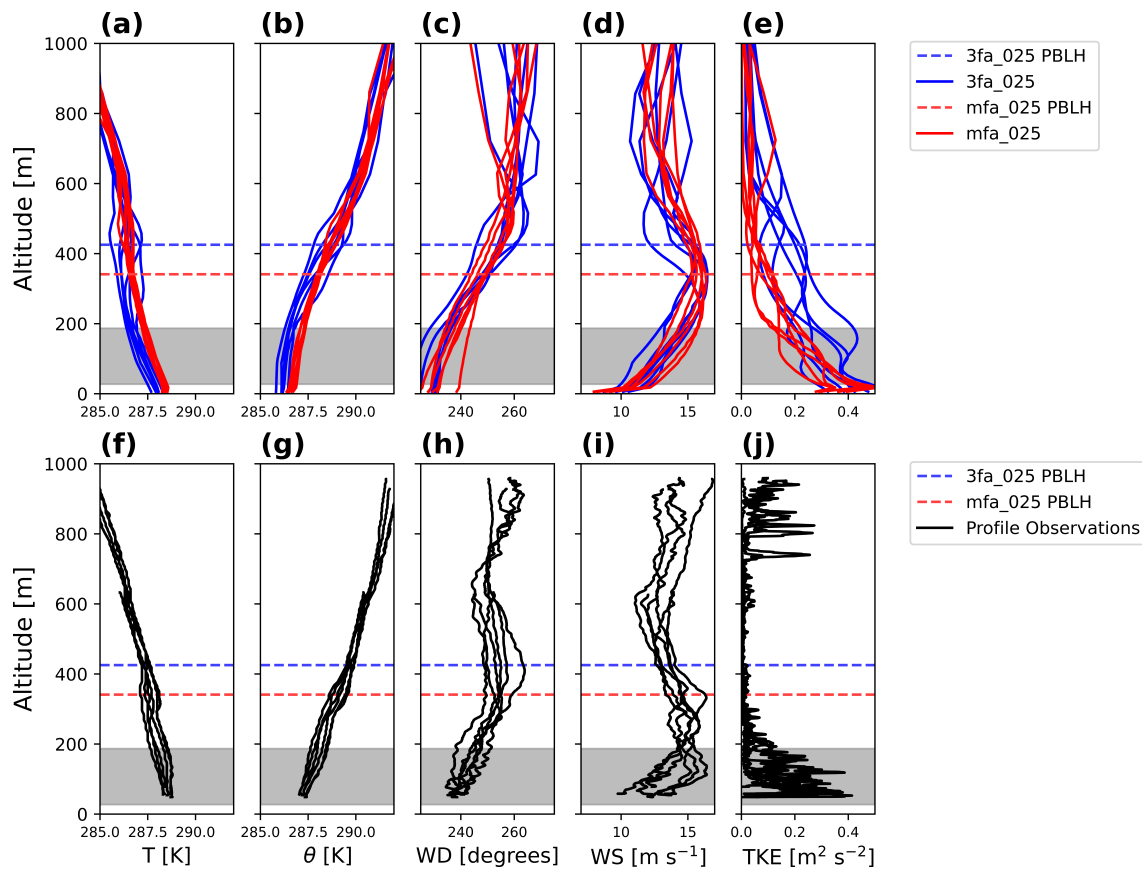 (a) (b) (c) (d) (e)
1000
800
600
400
200
0
Altitude [m]
285.0 287.5 290.0
285.0 287.5 290.0
240 260
10 15
0.0 0.2 0.4
3fa_025 PBLH
3fa_025
mfa_025 PBLH
mfa_025
(f) (g) (h) (i) (j)
1000
800
600
400
200
0
Altitude [m]
285.0 287.5 290.0
285.0 287.5 290.0
240 260
10 15
0.0 0.2 0.4
T [K]
θ [K]
WD [degrees]
WS [m s⁻¹]
TKE [m² s⁻²]
3fa_025 PBLH
mfa_025 PBLH
Profile Observations